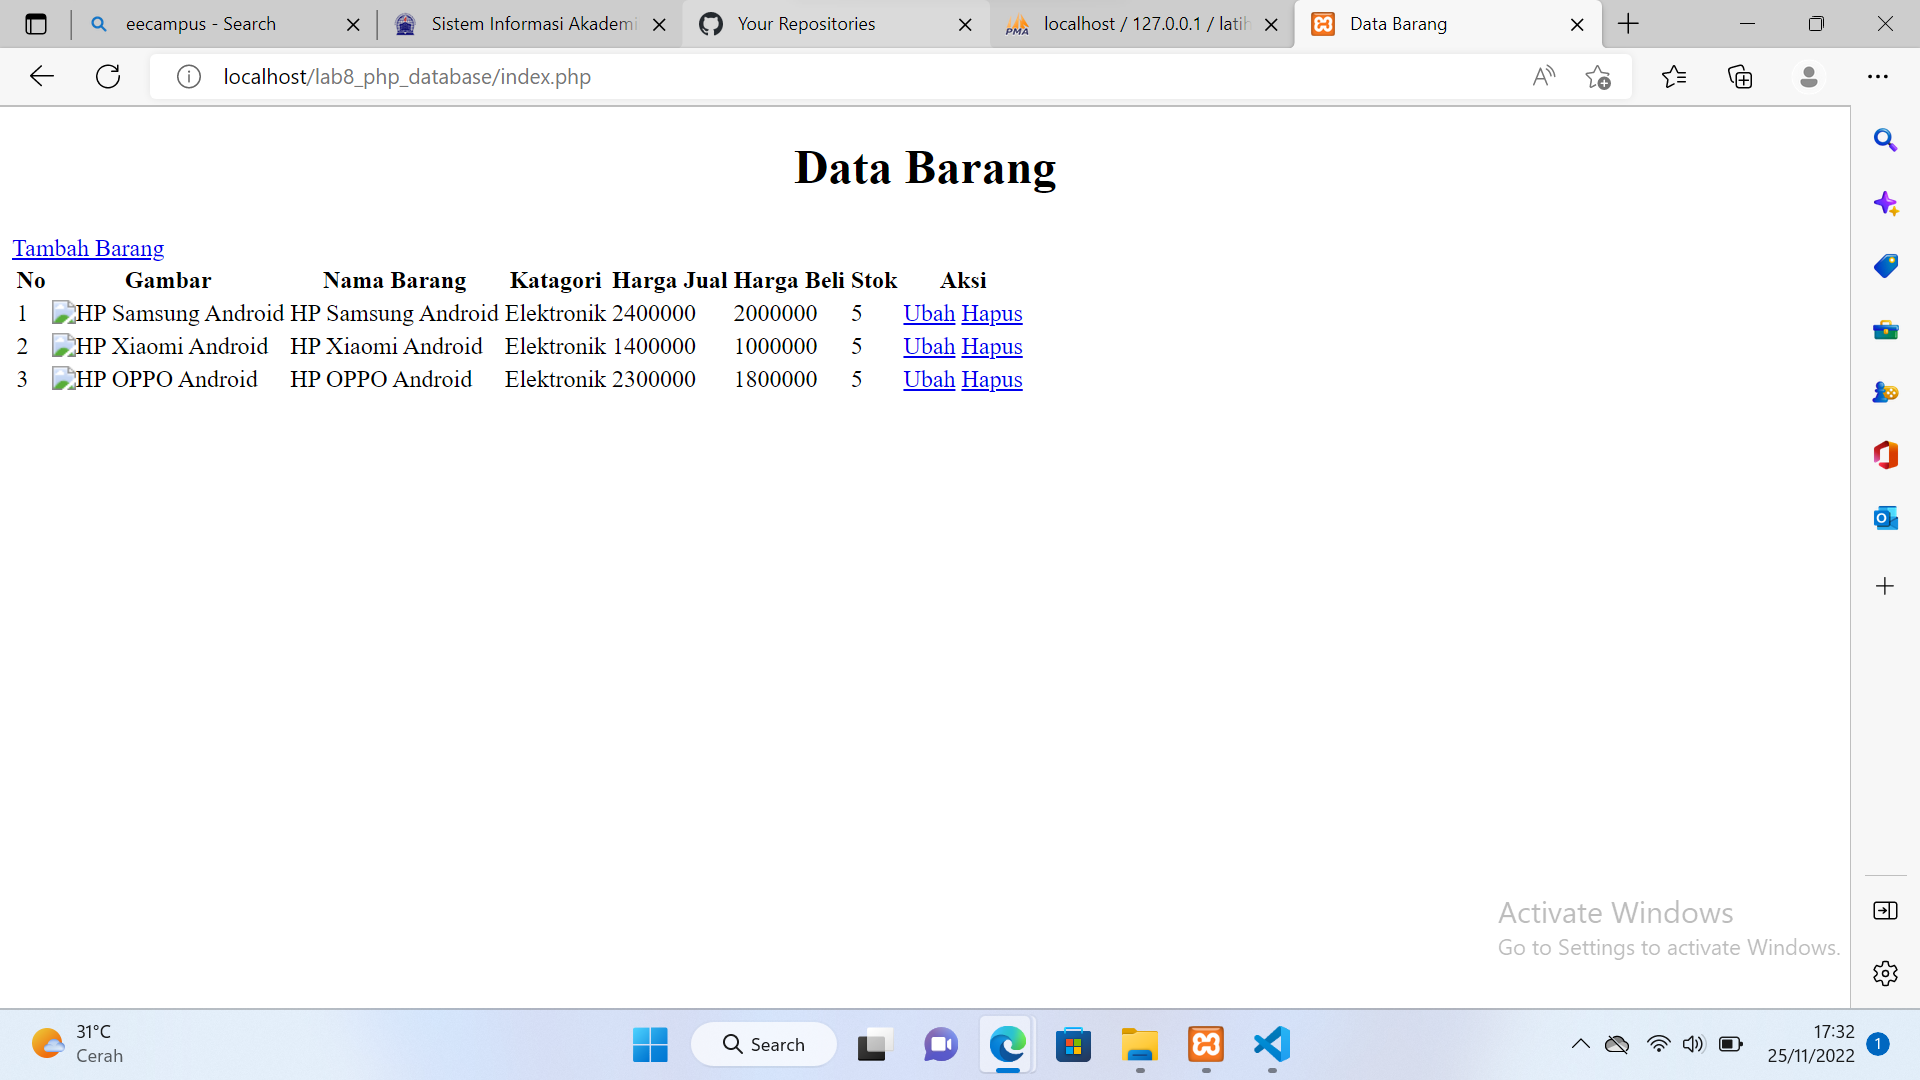 eecampus - Search
Sistem Informasi Akademi
Your Repositories
PMA
localhost / 127.0.0.1 / latih
Data Barang
localhost/lab8_php_database/index.php
Data Barang
Tambah Barang
No Gambar Nama Barang Katagori Harga Jual Harga Beli Stok Aksi
1 HP Samsung Android HP Samsung Android Elektronik 2400000 2000000 5 Ubah Hapus
2 HP Xiaomi Android HP Xiaomi Android Elektronik 1400000 1000000 5 Ubah Hapus
3 HP OPPO Android HP OPPO Android Elektronik 2300000 1800000 5 Ubah Hapus
Activate Windows
Go to Settings to activate Windows.
31°C
Cerah
Search
17:32
25/11/2022
1